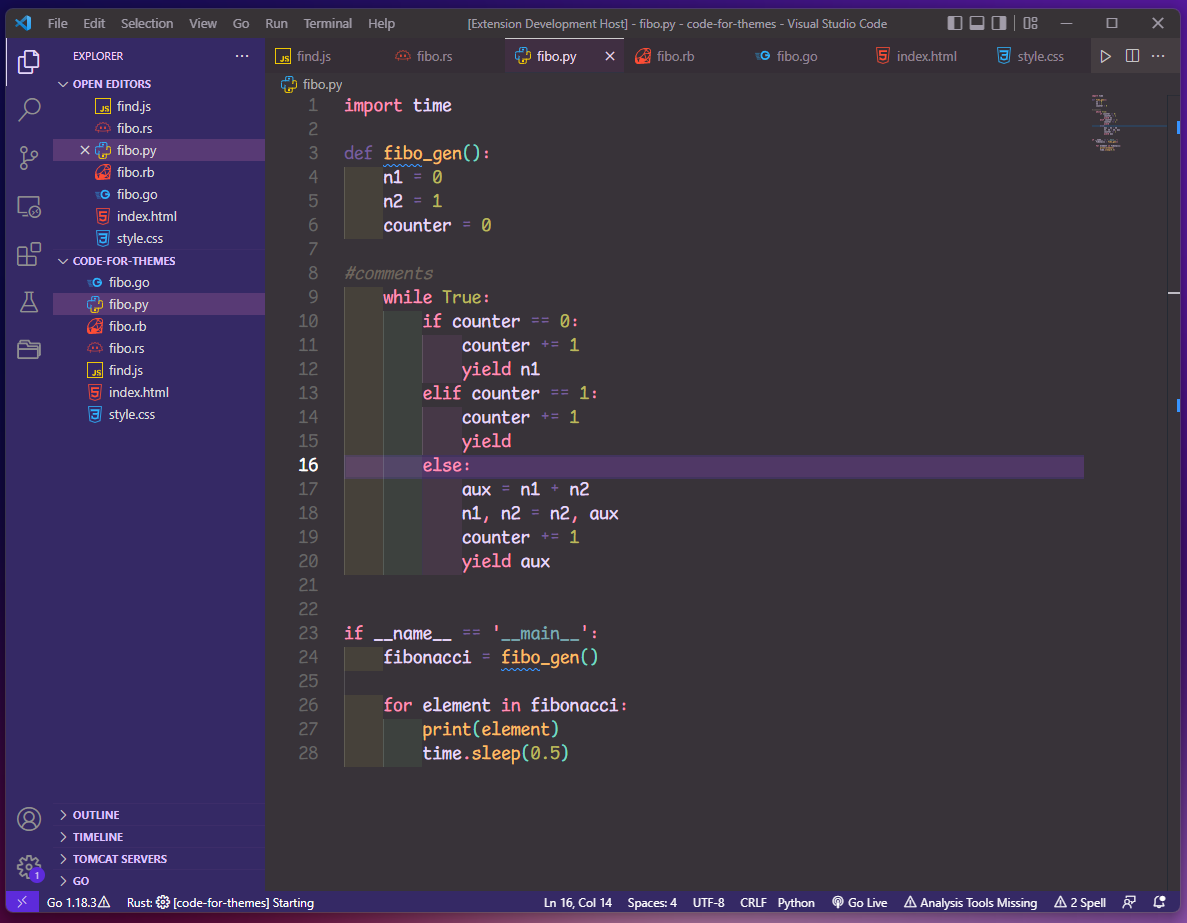 File Edit Selection View Go Run Terminal Help [Extension Development Host] - fibo.py - code-for-themes - Visual Studio Code
EXPLORER
OPEN EDITORS
find.js
fibo.rs
fibo.py
fibo.rb
fibo.go
index.html
style.css
CODE-FOR-THEMES
fibo.go
fibo.py
fibo.rb
fibo.rs
find.js
index.html
style.css
OUTLINE
TIMELINE
TOMCAT SERVERS
GO
1
find.js fibo.rs fibo.py fibo.rb fibo.go index.html style.css
fibo.py
1 import time
2
3 def fibo_gen():
4 n1 = 0
5 n2 = 1
6 counter = 0
7
8 #comments
9 while True:
10 if counter == 0:
11 counter += 1
12 yield n1
13 elif counter == 1:
14 counter += 1
15 yield
16 else:
17 aux = n1 + n2
18 n1, n2 = n2, aux
19 counter += 1
20 yield aux
21
22
23 if __name__ == '__main__':
24 fibonacci = fibo_gen()
25
26 for element in fibonacci:
27 print(element)
28 time.sleep(0.5)
Go 1.18.3 Rust: [code-for-themes] Starting Ln 16, Col 14 Spaces: 4 UTF-8 CRLF Python Go Live Analysis Tools Missing 2 Spell